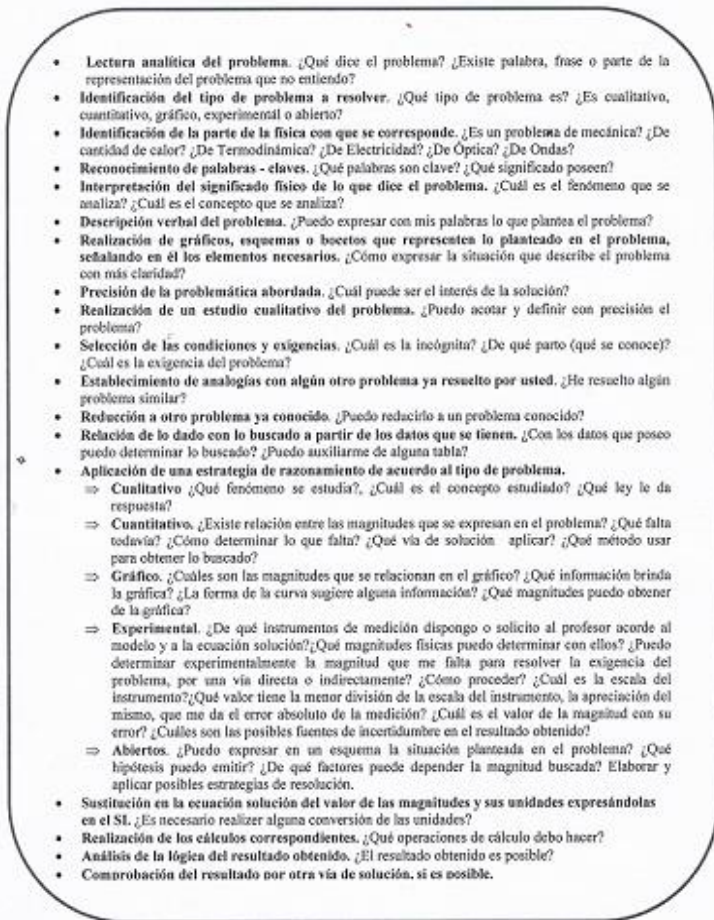 • Lectura analítica del problema. ¿Qué dice el problema? ¿Existe palabra, frase o parte de la
representación del problema que no entiendo?
• Identificación del tipo de problema a resolver. ¿Qué tipo de problema es? ¿Es cualitativo,
cuantitativo, gráfico, experimental o abierto?
• Identificación de la parte de la física con que se corresponde. ¿Es un problema de mecánica? ¿De
cantidad de calor? ¿De Termodinámica? ¿De Electricidad? ¿De Óptica? ¿De Ondas?
• Reconocimiento de palabras - claves. ¿Qué palabras son clave? ¿Qué significado poseen?
• Interpretación del significado físico de lo que dice el problema. ¿Cuál es el fenómeno que se
analiza? ¿Cuál es el concepto que se analiza?
• Descripción verbal del problema. ¿Puedo expresar con mis palabras lo que plantea el problema?
• Realización de gráficos, esquemas o bocetos que representen lo planteado en el problema,
señalando en él los elementos necesarios. ¿Cómo expresar la situación que describe el problema
con más claridad?
• Precisión de la problemática abordada. ¿Cuál puede ser el interés de la solución?
• Realización de un estudio cualitativo del problema. ¿Puedo acotar y definir con precisión el
problema?
• Selección de las condiciones y exigencias. ¿Cuál es la incógnita? ¿De qué parto (qué se conoce)?
¿Cuál es la exigencia del problema?
• Establecimiento de analogías con algún otro problema ya resuelto por usted. ¿He resuelto algún
problema similar?
• Reducción a otro problema ya conocido. ¿Puedo reducirlo a un problema conocido?
• Relación de lo dado con lo buscado a partir de los datos que se tienen. ¿Con los datos que poseo
puedo determinar lo buscado? ¿Puedo auxiliarme de alguna tabla?
• Aplicación de una estrategia de razonamiento de acuerdo al tipo de problema.
⇒ Cualitativo ¿Qué fenómeno se estudia?, ¿Cuál es el concepto estudiado? ¿Qué ley le da
respuesta?
⇒ Cuantitativo. ¿Existe relación entre las magnitudes que se expresan en el problema? ¿Qué falta
todavía? ¿Cómo determinar lo que falta? ¿Qué vía de solución aplicar? ¿Qué método usar
para obtener lo buscado?
⇒ Gráfico. ¿Cuáles son las magnitudes que se relacionan en el gráfico? ¿Qué información brinda
la gráfica? ¿La forma de la curva sugiere alguna información? ¿Qué magnitudes puedo obtener
de la gráfica?
⇒ Experimental. ¿De qué instrumentos de medición dispongo o solicito al profesor acorde al
modelo y a la ecuación solución?¿Qué magnitudes físicas puedo determinar con ellos? ¿Puedo
determinar experimentalmente la magnitud que me falta para resolver la exigencia del
problema, por una vía directa o indirectamente? ¿Cómo proceder? ¿Cuál es la escala del
instrumento?¿Qué valor tiene la menor división de la escala del instrumento, la apreciación del
mismo, que me da el error absoluto de la medición? ¿Cuál es el valor de la magnitud con su
error? ¿Cuáles son las posibles fuentes de incertidumbre en el resultado obtenido?
⇒ Abiertos. ¿Puedo expresar en un esquema la situación planteada en el problema? ¿Qué
hipótesis puedo emitir? ¿De qué factores puede depender la magnitud buscada? Elaborar y
aplicar posibles estrategias de resolución.
• Sustitución en la ecuación solución del valor de las magnitudes y sus unidades expresándolas
en el SI. ¿Es necesario realizer alguna conversión de las unidades?
• Realización de los cálculos correspondientes. ¿Qué operaciones de cálculo debo hacer?
• Análisis de la lógica del resultado obtenido. ¿El resultado obtenido es posible?
• Comprobación del resultado por otra vía de solución, si es posible.